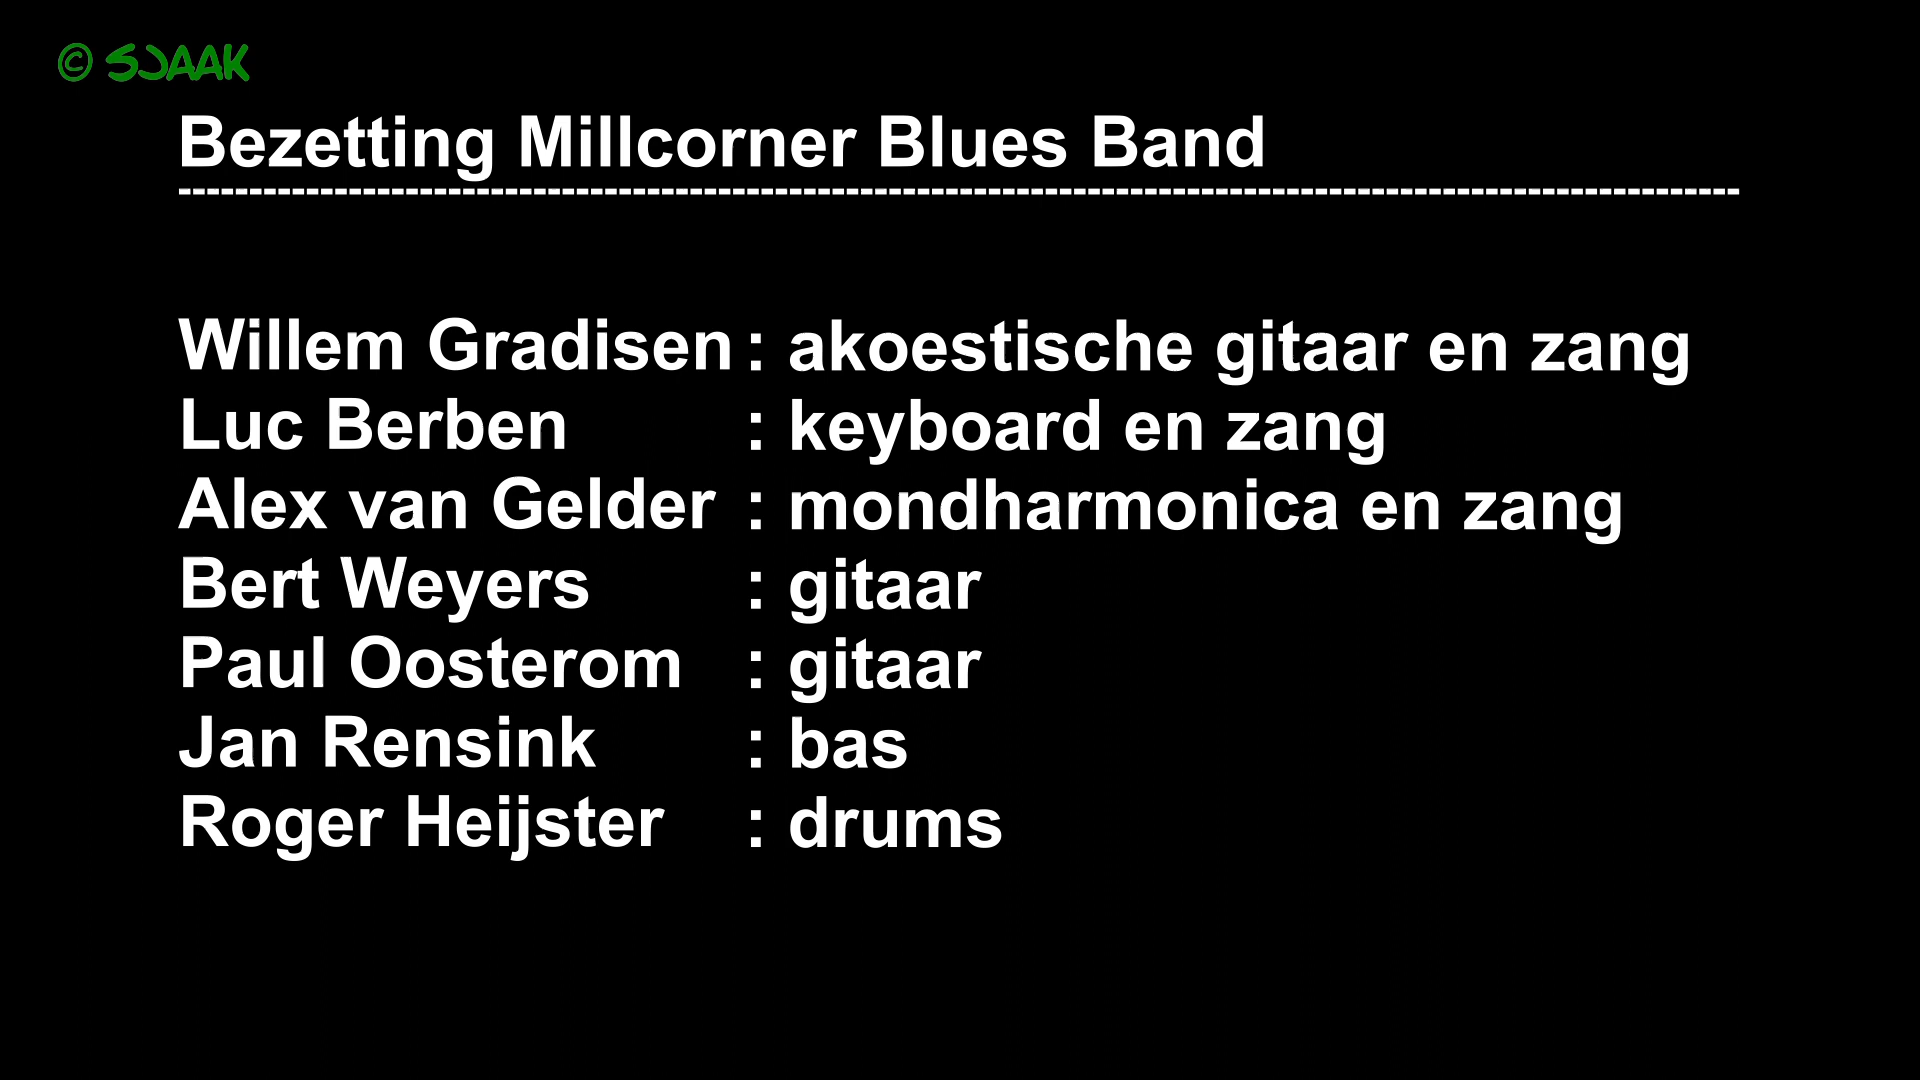 © SJAAK
Bezetting Millcorner Blues Band
--------------------------------------------------------------------------------------------------------------
Willem Gradisen : akoestische gitaar en zang
Luc Berben : keyboard en zang
Alex van Gelder : mondharmonica en zang
Bert Weyers : gitaar
Paul Oosterom : gitaar
Jan Rensink : bas
Roger Heijster : drums